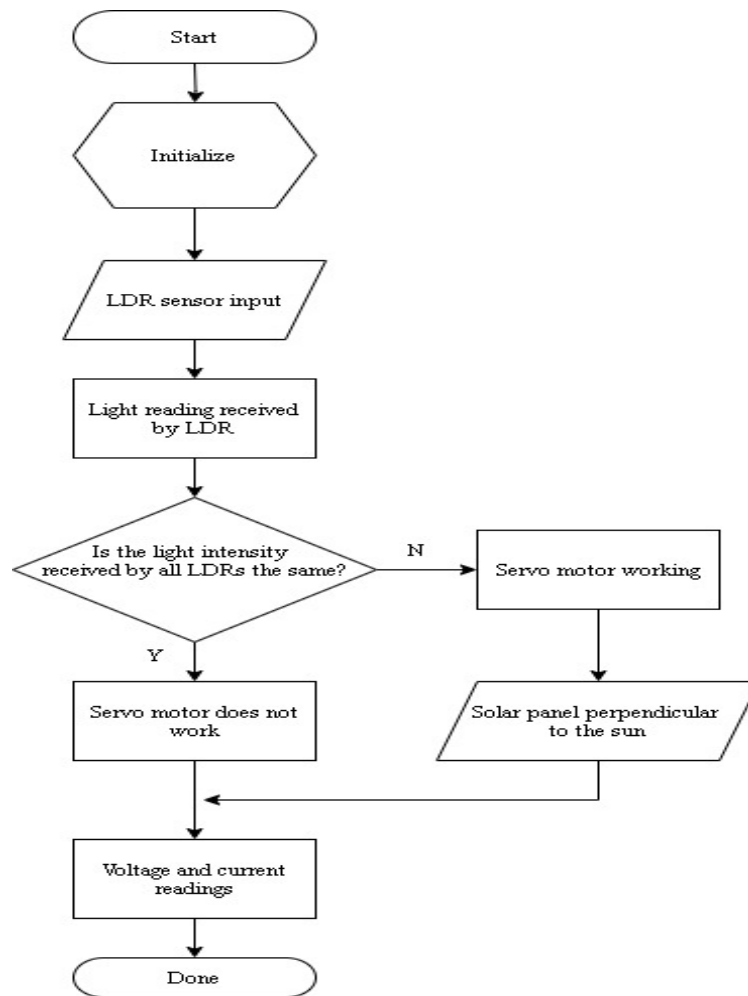 Start
Initialize
LDR sensor input
Light reading received
by LDR
Is the light intensity
received by all LDRs the same?
N
Servo motor working
Y
Servo motor does not
work
Solar panel perpendicular
to the sun
Voltage and current
readings
Done